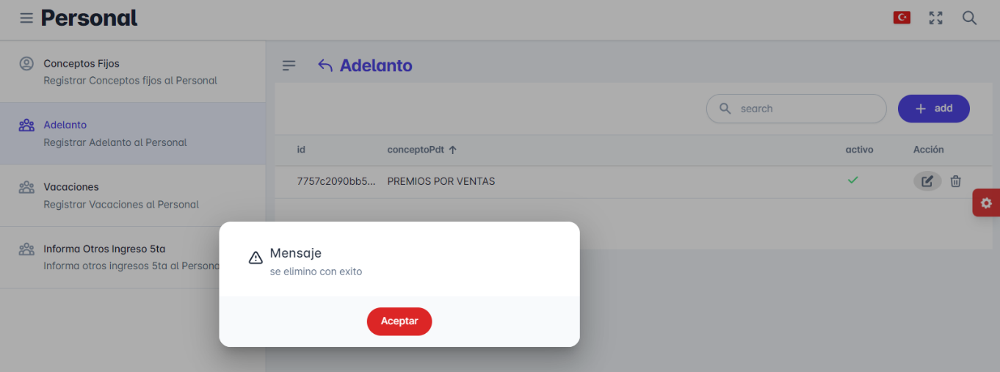 Personal
Conceptos Fijos
Registrar Conceptos fijos al Personal
Adelanto
Registrar Adelanto al Personal
Vacaciones
Registrar Vacaciones al Personal
Informa Otros Ingreso 5ta
Informa otros ingresos 5ta al Persona
Adelanto
search
add
id conceptoPdt activo Acción
7757c2090bb5... PREMIOS POR VENTAS
Mensaje
se elimino con exito
Aceptar